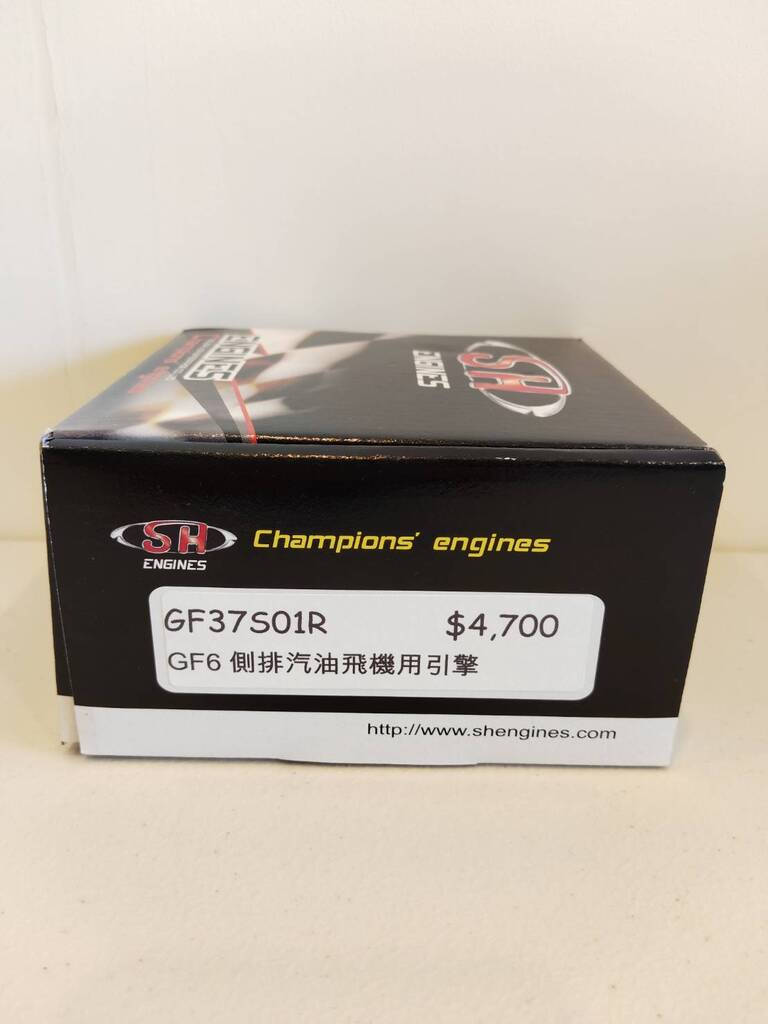 SH
ENGINES
ENGINES
SH
ENGINES
Champions' engines
GF37S01R $4,700
GF6 側排汽油飛機用引擎
http://www.shengines.com